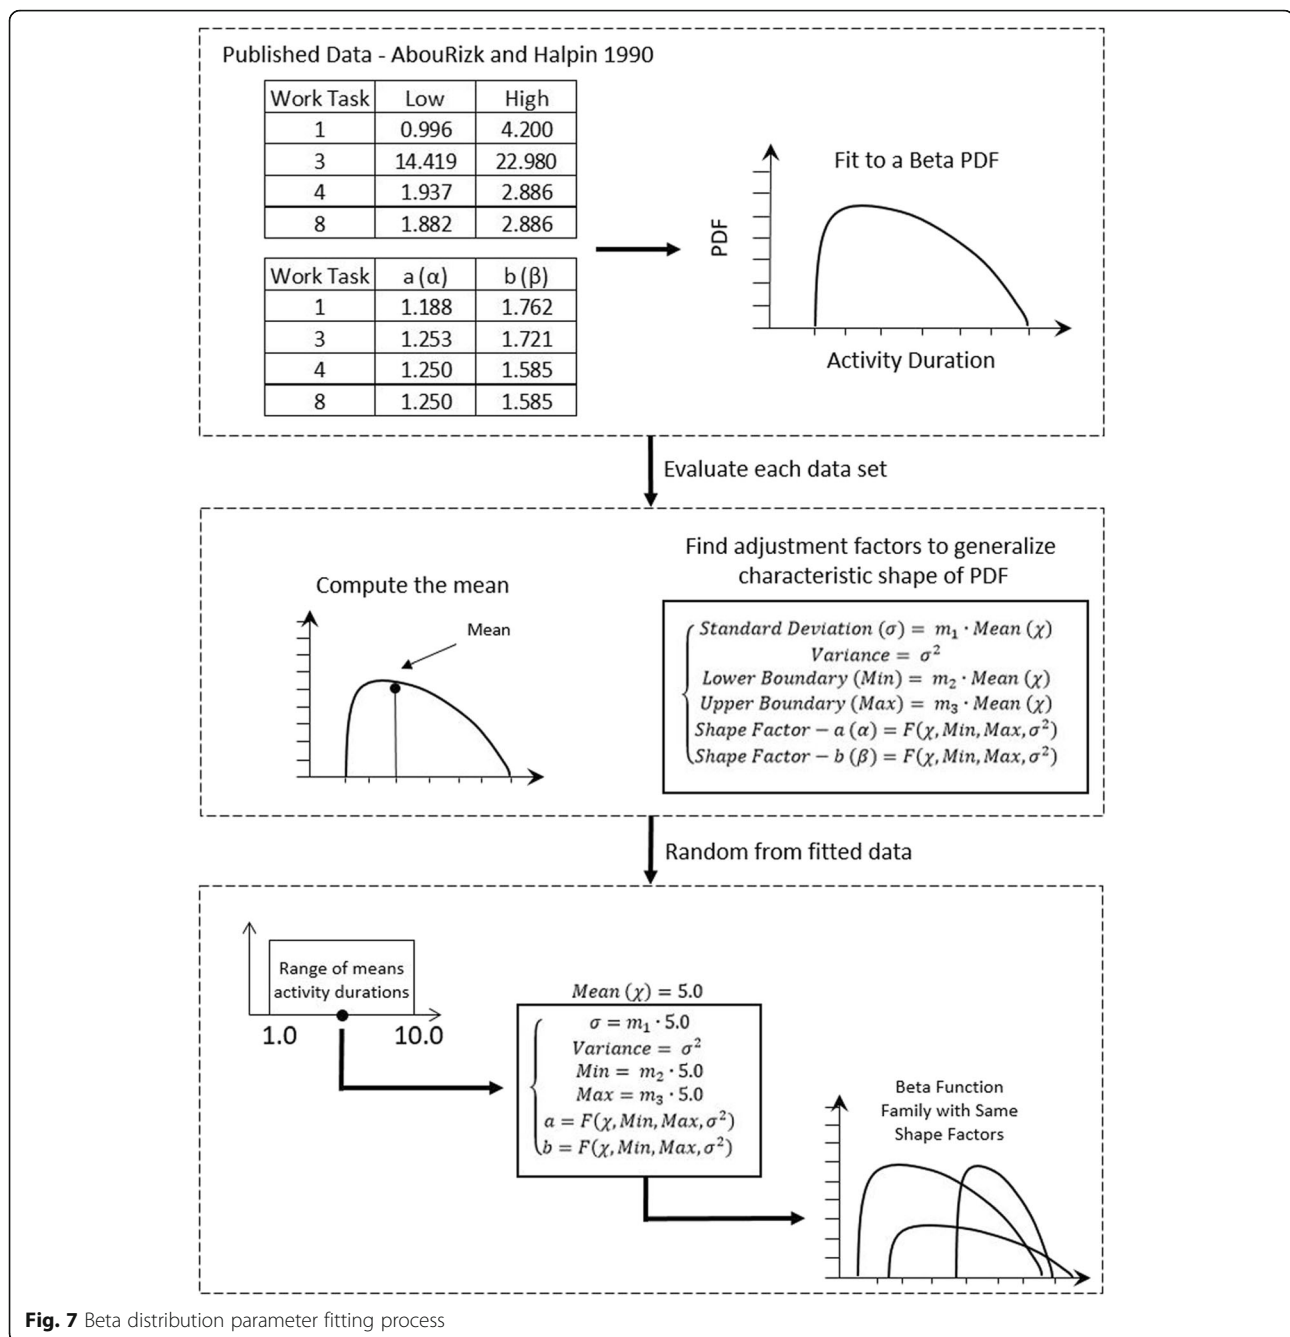 Published Data - AbouRizk and Halpin 1990
Work Task Low High
1 0.996 4.200
3 14.419 22.980
4 1.937 2.886
8 1.882 2.886
Work Task a (α) b (β)
1 1.188 1.762
3 1.253 1.721
4 1.250 1.585
8 1.250 1.585
Fit to a Beta PDF
PDF
Activity Duration
Evaluate each data set
Compute the mean
Mean
Find adjustment factors to generalize
characteristic shape of PDF
Standard Deviation (σ) = m₁ · Mean (χ)
Variance = σ²
Lower Boundary (Min) = m₂ · Mean (χ)
Upper Boundary (Max) = m₃ · Mean (χ)
Shape Factor − a (α) = F(χ, Min, Max, σ²)
Shape Factor − b (β) = F(χ, Min, Max, σ²)
Random from fitted data
Range of means
activity durations
1.0 10.0
Mean (χ) = 5.0
σ = m₁ · 5.0
Variance = σ²
Min = m₂ · 5.0
Max = m₃ · 5.0
a = F(χ, Min, Max, σ²)
b = F(χ, Min, Max, σ²)
Beta Function
Family with Same
Shape Factors
Fig. 7 Beta distribution parameter fitting process